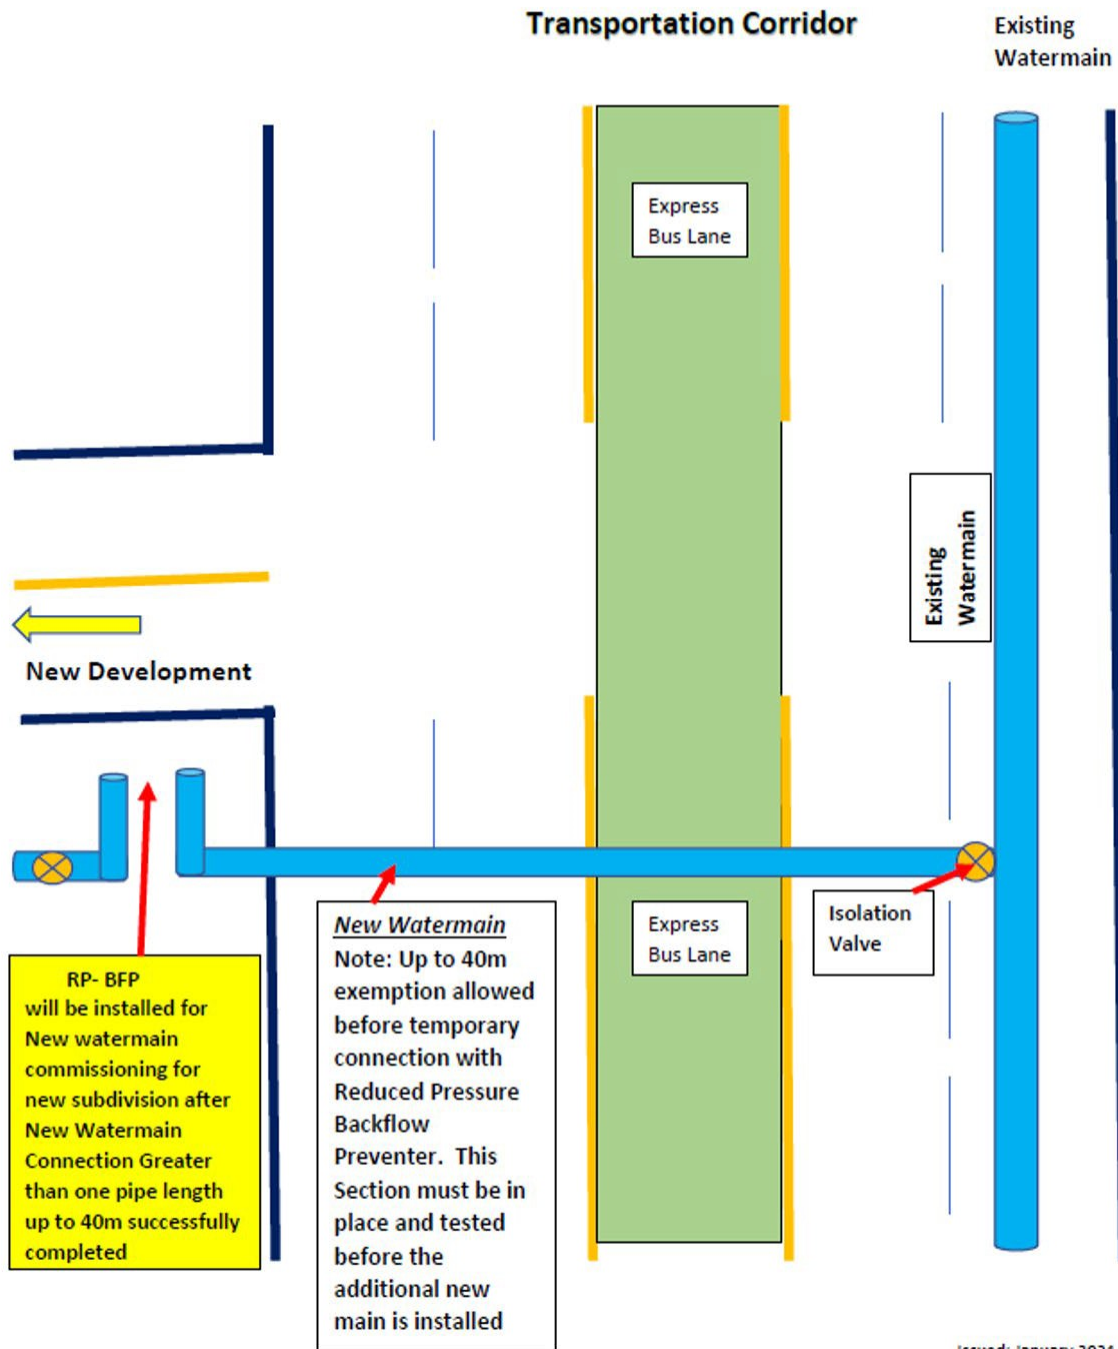 Transportation Corridor
Existing
Watermain
Express
Bus Lane
Existing
Watermain
New Development
Isolation
Valve
Express
Bus Lane
New Watermain
Note: Up to 40m
exemption allowed
before temporary
connection with
Reduced Pressure
Backflow
Preventer. This
Section must be in
place and tested
before the
additional new
main is installed
RP- BFP
will be installed for
New watermain
commissioning for
new subdivision after
New Watermain
Connection Greater
than one pipe length
up to 40m successfully
completed